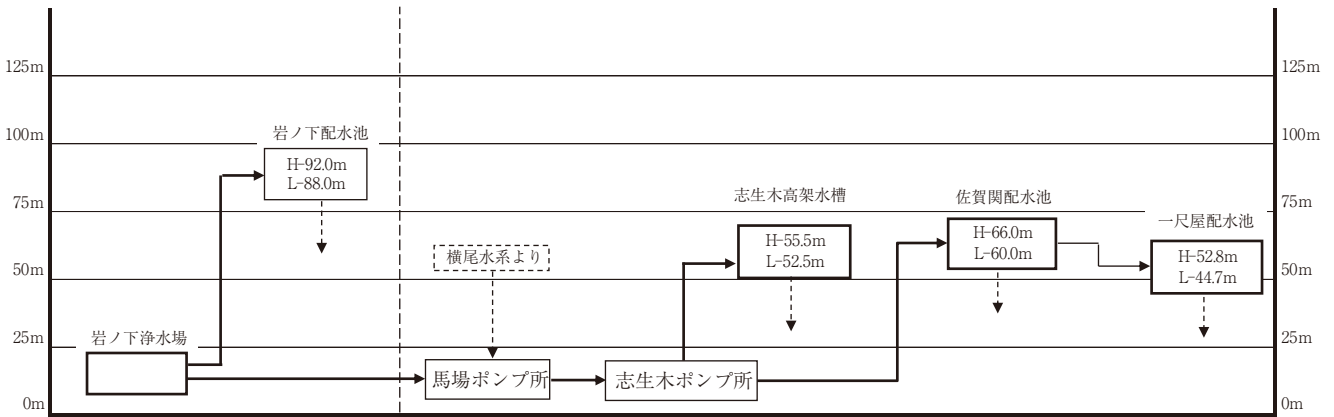 125m
125m
岩ノ下配水池
100m
100m
H-92.0m
L-88.0m
志生木高架水槽
佐賀関配水池
75m
75m
一尺屋配水池
横尾水系より
H-55.5m
L-52.5m
H-66.0m
L-60.0m
H-52.8m
L-44.7m
50m
50m
岩ノ下浄水場
25m
25m
馬場ポンプ所
志生木ポンプ所
0m
0m